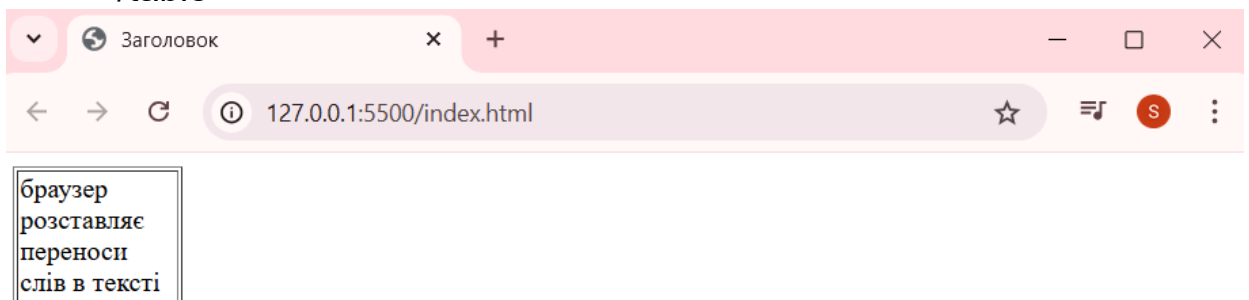 Заголовок
127.0.0.1:5500/index.html
S
браузер
розставляє
переноси
слів в тексті